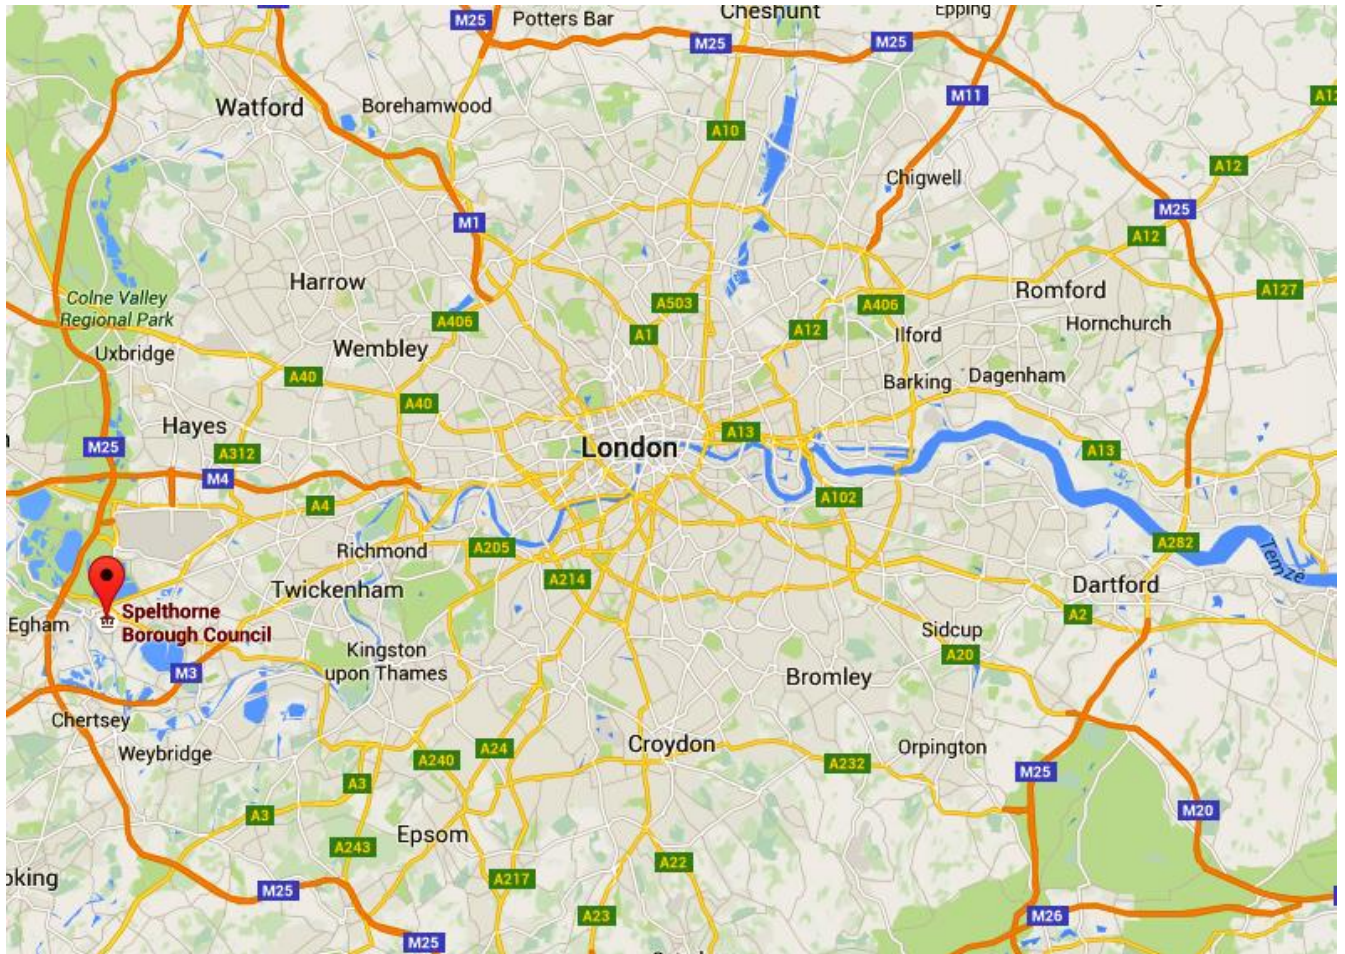 M25
Potters Bar
Cheshunt
Epping
M25
M25
Watford
Borehamwood
M11
A10
A12
Chigwell
M25
M1
A12
Harrow
Colne Valley
Regional Park
A503
A406
Romford
A127
A406
A1
A12
Ilford
Hornchurch
Uxbridge
Wembley
A40
Barking
Dagenham
A40
Hayes
A13
M25
A312
London
A13
M4
A4
A102
Richmond
A205
A282
Temze
Twickenham
A214
Dartford
Spelthorne
Borough Council
Egham
A2
Sidcup
Kingston
upon Thames
A20
M3
Bromley
Chertsey
Weybridge
A240
A24
Croydon
A232
Orpington
M25
A3
A3
M20
Epsom
A243
A22
oking
M25
A217
A23
M26
M25